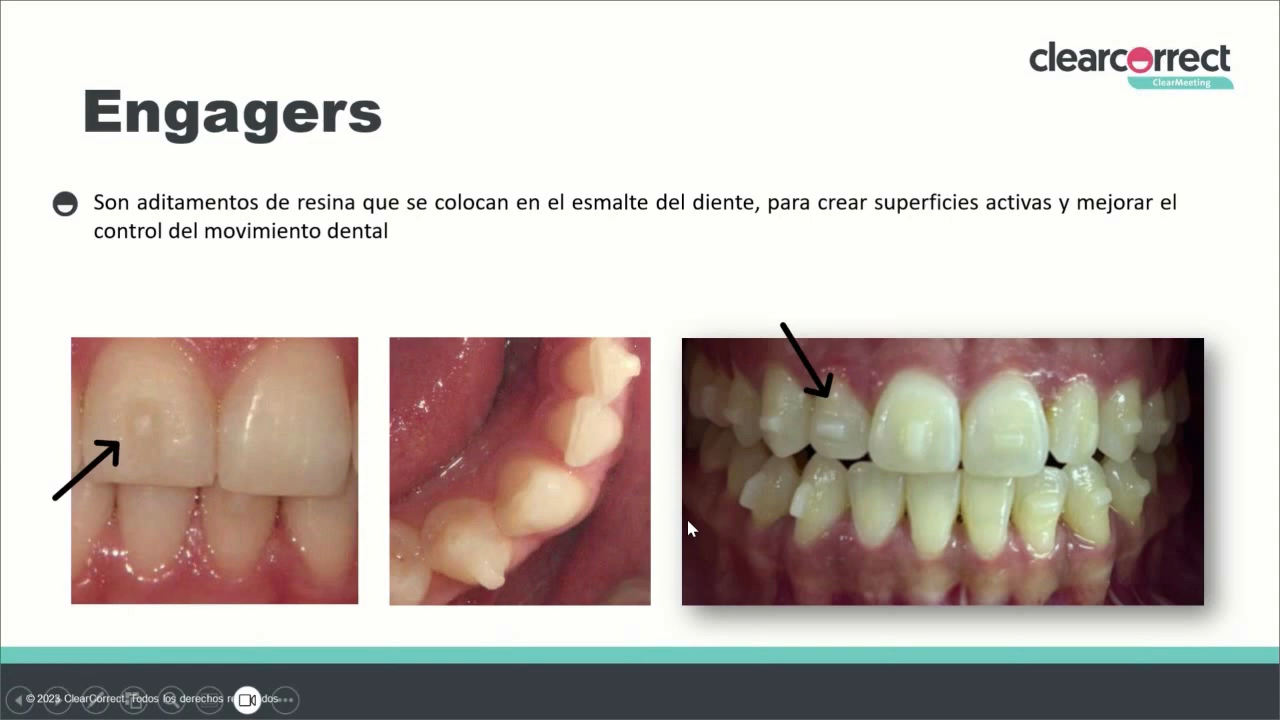 clearcorrect
ClearMeeting
Engagers
Son aditamentos de resina que se colocan en el esmalte del diente, para crear superficies activas y mejorar el
control del movimiento dental
© 2023 ClearCorrect. Todos los derechos